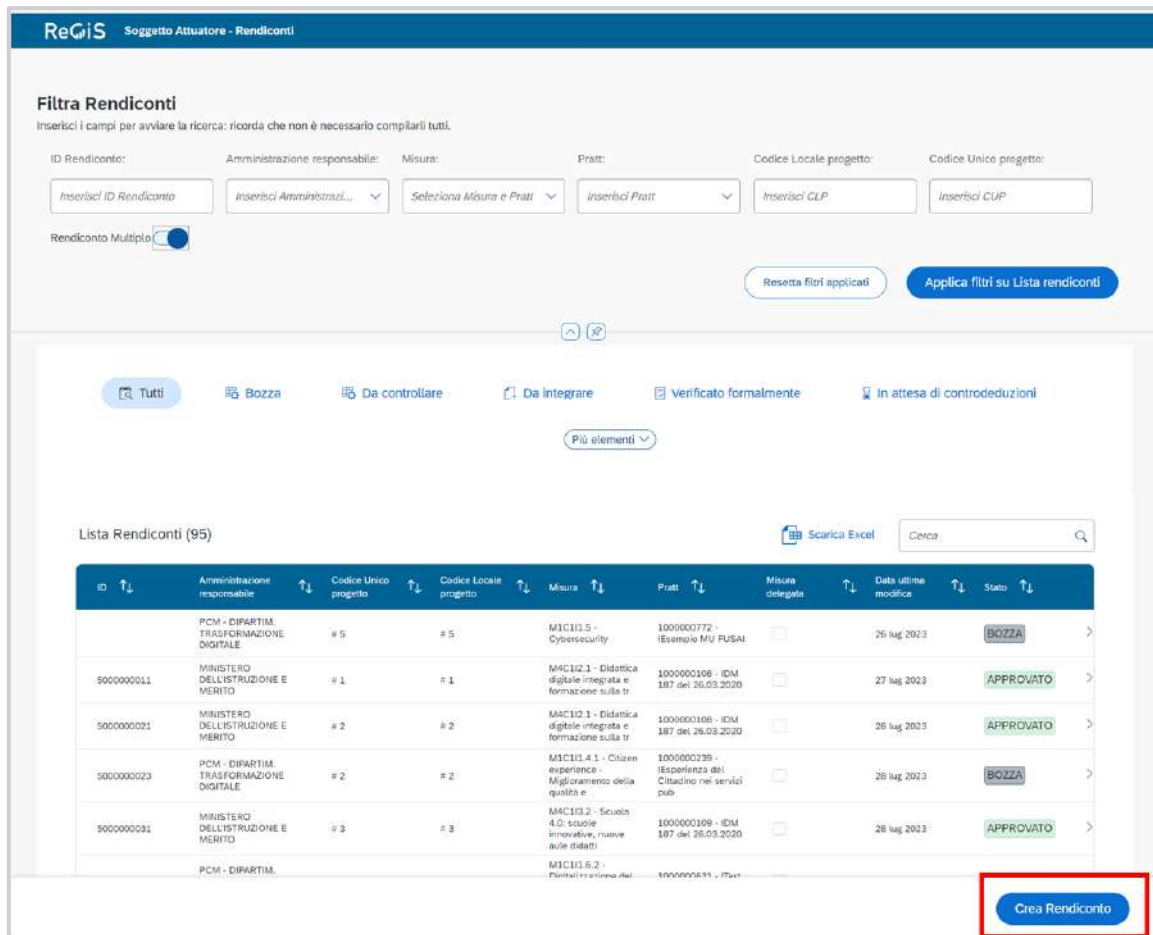 ReGiS Soggetto Attuatore - Rendiconti
Filtra Rendiconti
Inserisci i campi per avviare la ricerca: ricorda che non è necessario compilarli tutti.
ID Rendiconto: Amministrazione responsabile: Misura: Pratt: Codice Locale progetto: Codice Unico progetto:
Inserisci ID Rendiconto Inserisci Amministrazi... Seleziona Misura e Pratt Inserisci Pratt Inserisci CLP Inserisci CUP
Rendiconto Multiplo
Resetta filtri applicati Applica filtri su Lista rendiconti
Tutti Bozza Da controllare Da integrare Verificato formalmente In attesa di controdeduzioni
Più elementi
Lista Rendiconti (95) Scarica Excel Cerca
ID Amministrazione responsabile Codice Unico progetto Codice Locale progetto Misura Pratt Misura delegata Data ultima modifica Stato
PCM - DIPARTIM. TRASFORMAZIONE DIGITALE # 5 # 5 M1C1I1.5 - Cybersecurity 1000000772 - IEsempio MU FUSAI 26 lug 2023 BOZZA
5000000011 MINISTERO DELL'ISTRUZIONE E MERITO # 1 # 1 M4C1I2.1 - Didattica digitale integrata e formazione sulla tr 1000000108 - IDM 187 del 26.03.2020 27 lug 2023 APPROVATO
5000000021 MINISTERO DELL'ISTRUZIONE E MERITO # 2 # 2 M4C1I2.1 - Didattica digitale integrata e formazione sulla tr 1000000108 - IDM 187 del 26.03.2020 28 lug 2023 APPROVATO
5000000023 PCM - DIPARTIM. TRASFORMAZIONE DIGITALE # 2 # 2 M1C1I1.4.1 - Citizen experience - Miglioramento della qualità e 1000000239 - IEsperienza del Cittadino nei servizi pub 28 lug 2023 BOZZA
5000000031 MINISTERO DELL'ISTRUZIONE E MERITO # 3 # 3 M4C1I3.2 - Scuola 4.0: scuole innovative, nuove aule didatti 1000000109 - IDM 187 del 26.03.2020 28 lug 2023 APPROVATO
PCM - DIPARTIM. M1C1I1.6.2 - Digitalizzazione del
Crea Rendiconto